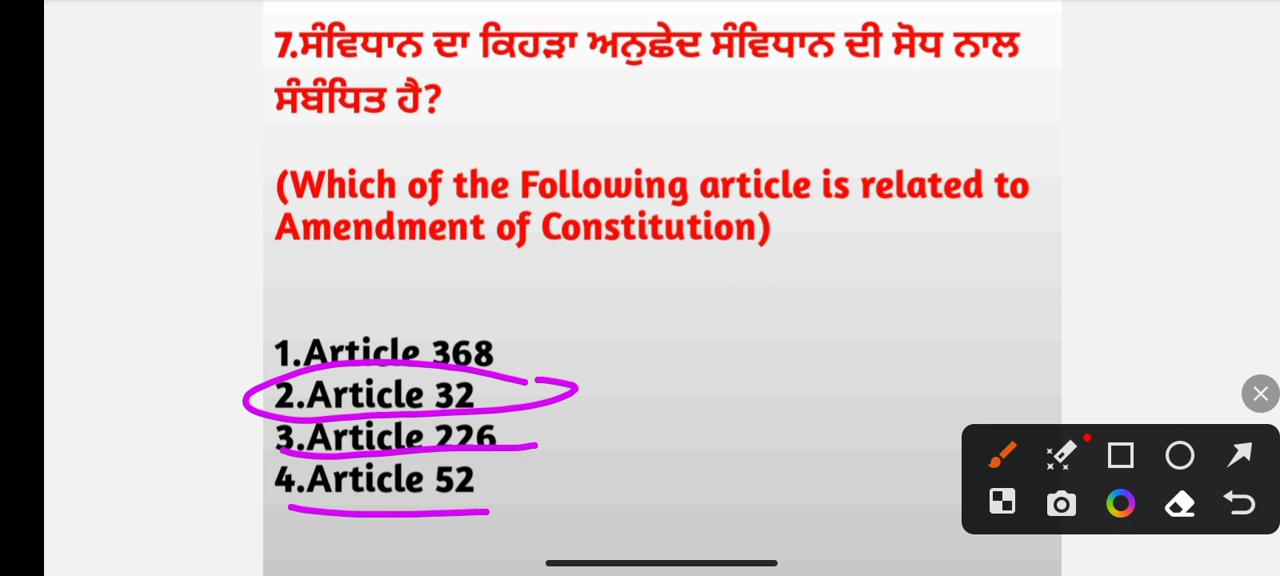 7.ਸੰਵਿਧਾਨ ਦਾ ਕਿਹੜਾ ਅਨੁਛੇਦ ਸੰਵਿਧਾਨ ਦੀ ਸੋਧ ਨਾਲ
ਸੰਬੰਧਿਤ ਹੈ?
(Which of the Following article is related to
Amendment of Constitution)
1.Article 368
2.Article 32
3.Article 226
4.Article 52